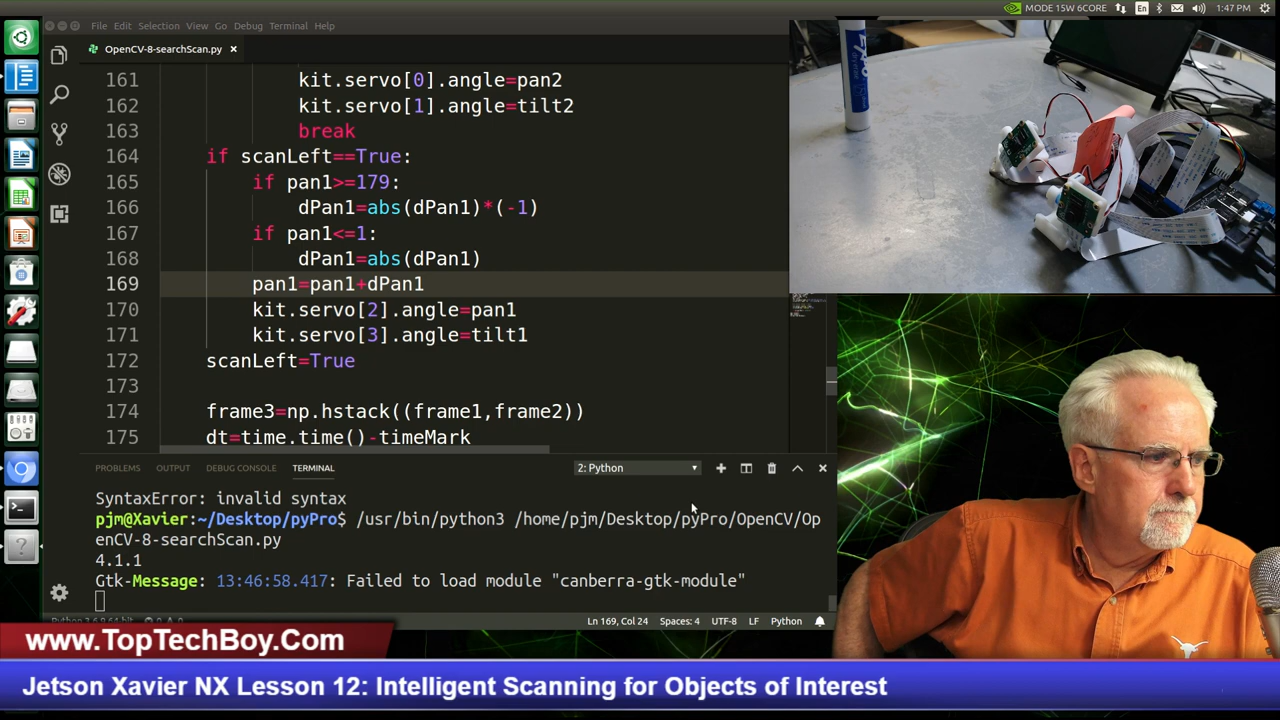 File Edit Selection View Go Debug Terminal Help
MODE 15W 6CORE
En
1:47 PM
OpenCV-8-searchScan.py
161 kit.servo[0].angle=pan2
162 kit.servo[1].angle=tilt2
163 break
164 if scanLeft==True:
165 if pan1>=179:
166 dPan1=abs(dPan1)*(-1)
167 if pan1<=1:
168 dPan1=abs(dPan1)
169 pan1=pan1+dPan1
170 kit.servo[2].angle=pan1
171 kit.servo[3].angle=tilt1
172 scanLeft=True
173
174 frame3=np.hstack((frame1,frame2))
175 dt=time.time()-timeMark
PROBLEMS OUTPUT DEBUG CONSOLE TERMINAL 2: Python
SyntaxError: invalid syntax
pjm@Xavier:~/Desktop/pyPro$ /usr/bin/python3 /home/pjm/Desktop/pyPro/OpenCV/Op
enCV-8-searchScan.py
4.1.1
Gtk-Message: 13:46:58.417: Failed to load module "canberra-gtk-module"
Ln 169, Col 24 Spaces: 4 UTF-8 LF Python
www.TopTechBoy.Com
Jetson Xavier NX Lesson 12: Intelligent Scanning for Objects of Interest